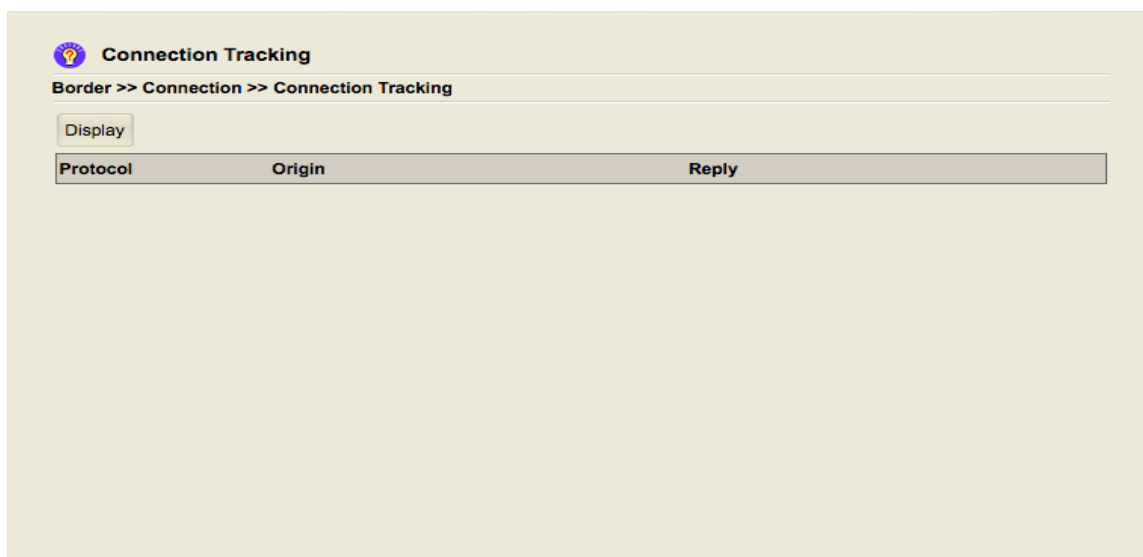 Connection Tracking
Border >> Connection >> Connection Tracking
Display
Protocol Origin Reply